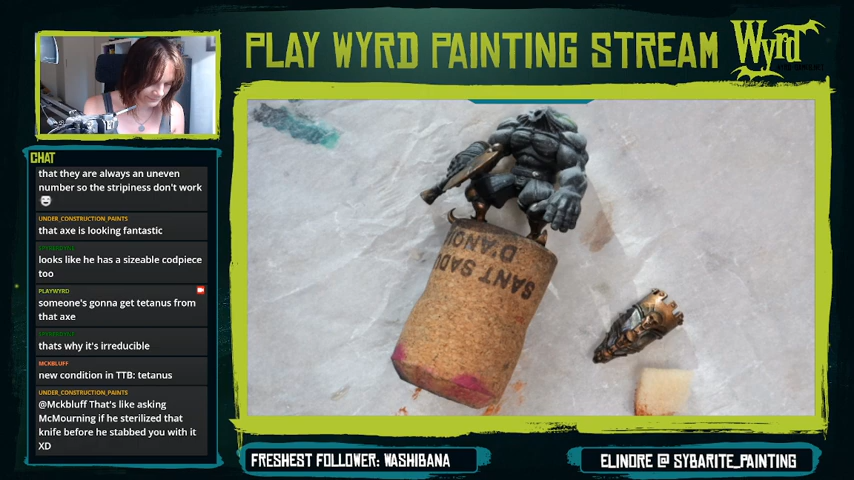 PLAY WYRD PAINTING STREAM
Wyrd
CHAT
that they are always an uneven
number so the stripiness don't work
UNDER_CONSTRUCTION_PAINTS
that axe is looking fantastic
looks like he has a sizeable codpiece
too
PLAYWYRD
someone's gonna get tetanus from
that axe
thats why it's irreducible
MCKBLUFF
new condition in TTB: tetanus
UNDER_CONSTRUCTION_PAINTS
@Mckbluff That's like asking
McMourning if he sterilized that
knife before he stabbed you with it
XD
SANT SADU
D'ANO
FRESHEST FOLLOWER: WASHIBANA
ELINORE @ SYBARITE_PAINTING